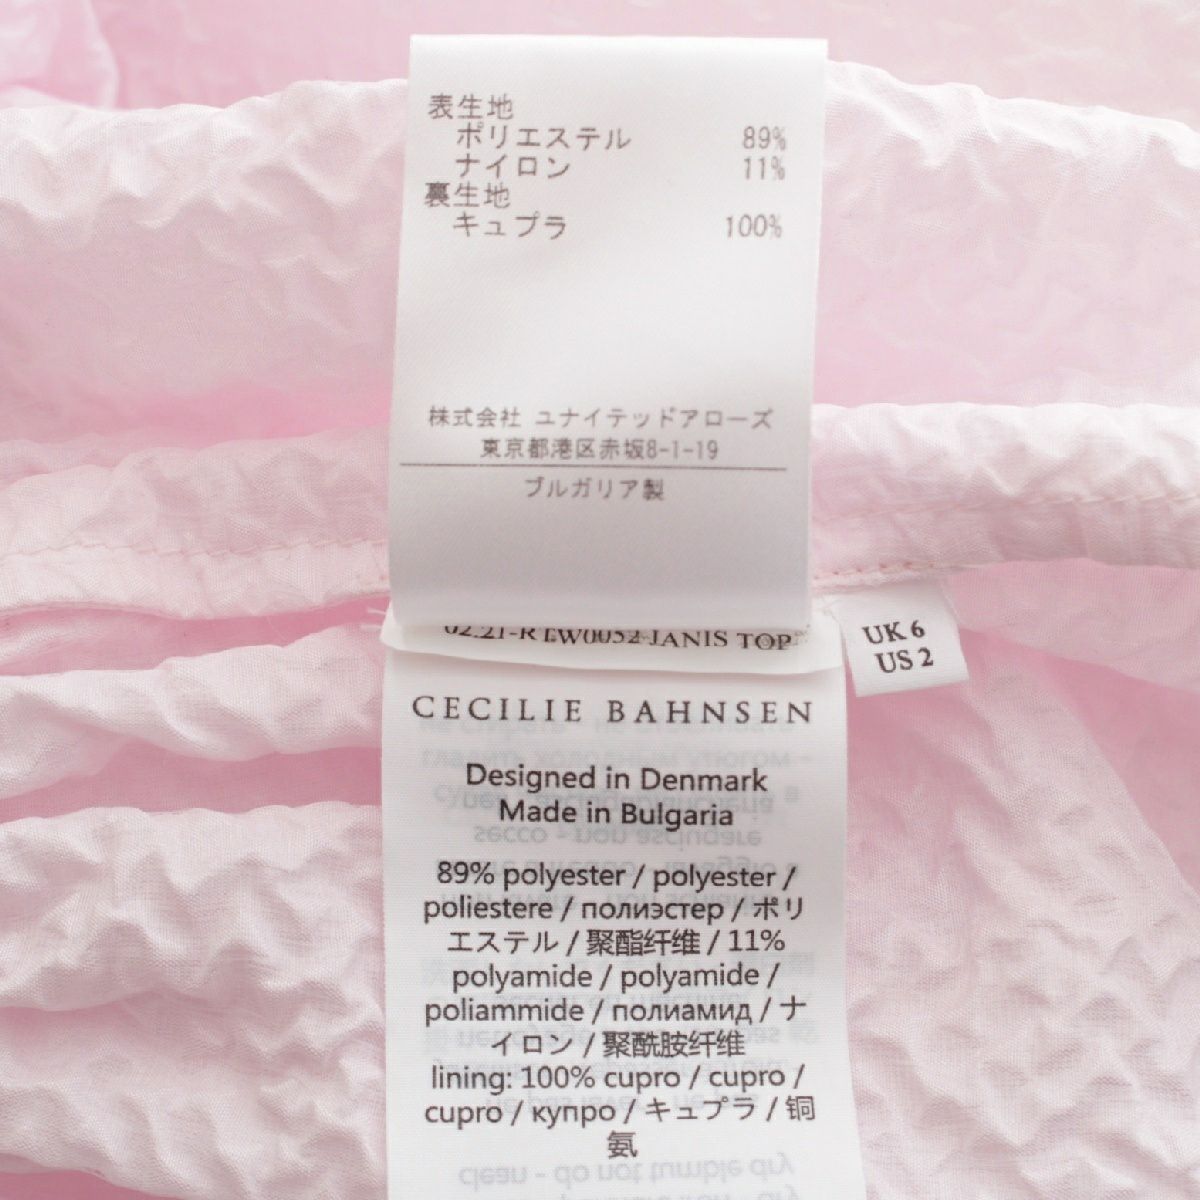 表生地
ポリエステル 89%
ナイロン 11%
裏生地
キュプラ 100%
株式会社 ユナイテッドアローズ
東京都港区赤坂8-1-19
ブルガリア製
02.21-RTW0052-JANIS TOP
UK 6
US 2
CECILIE BAHNSEN
Designed in Denmark
Made in Bulgaria
89% polyester / polyester /
poliestere / полиэстер / ポリ
エステル / 聚酯纤维 / 11%
polyamide / polyamide /
poliammide / полиамид / ナ
イロン / 聚酰胺纤维
lining: 100% cupro / cupro /
cupro / купро / キュプラ / 铜
氨